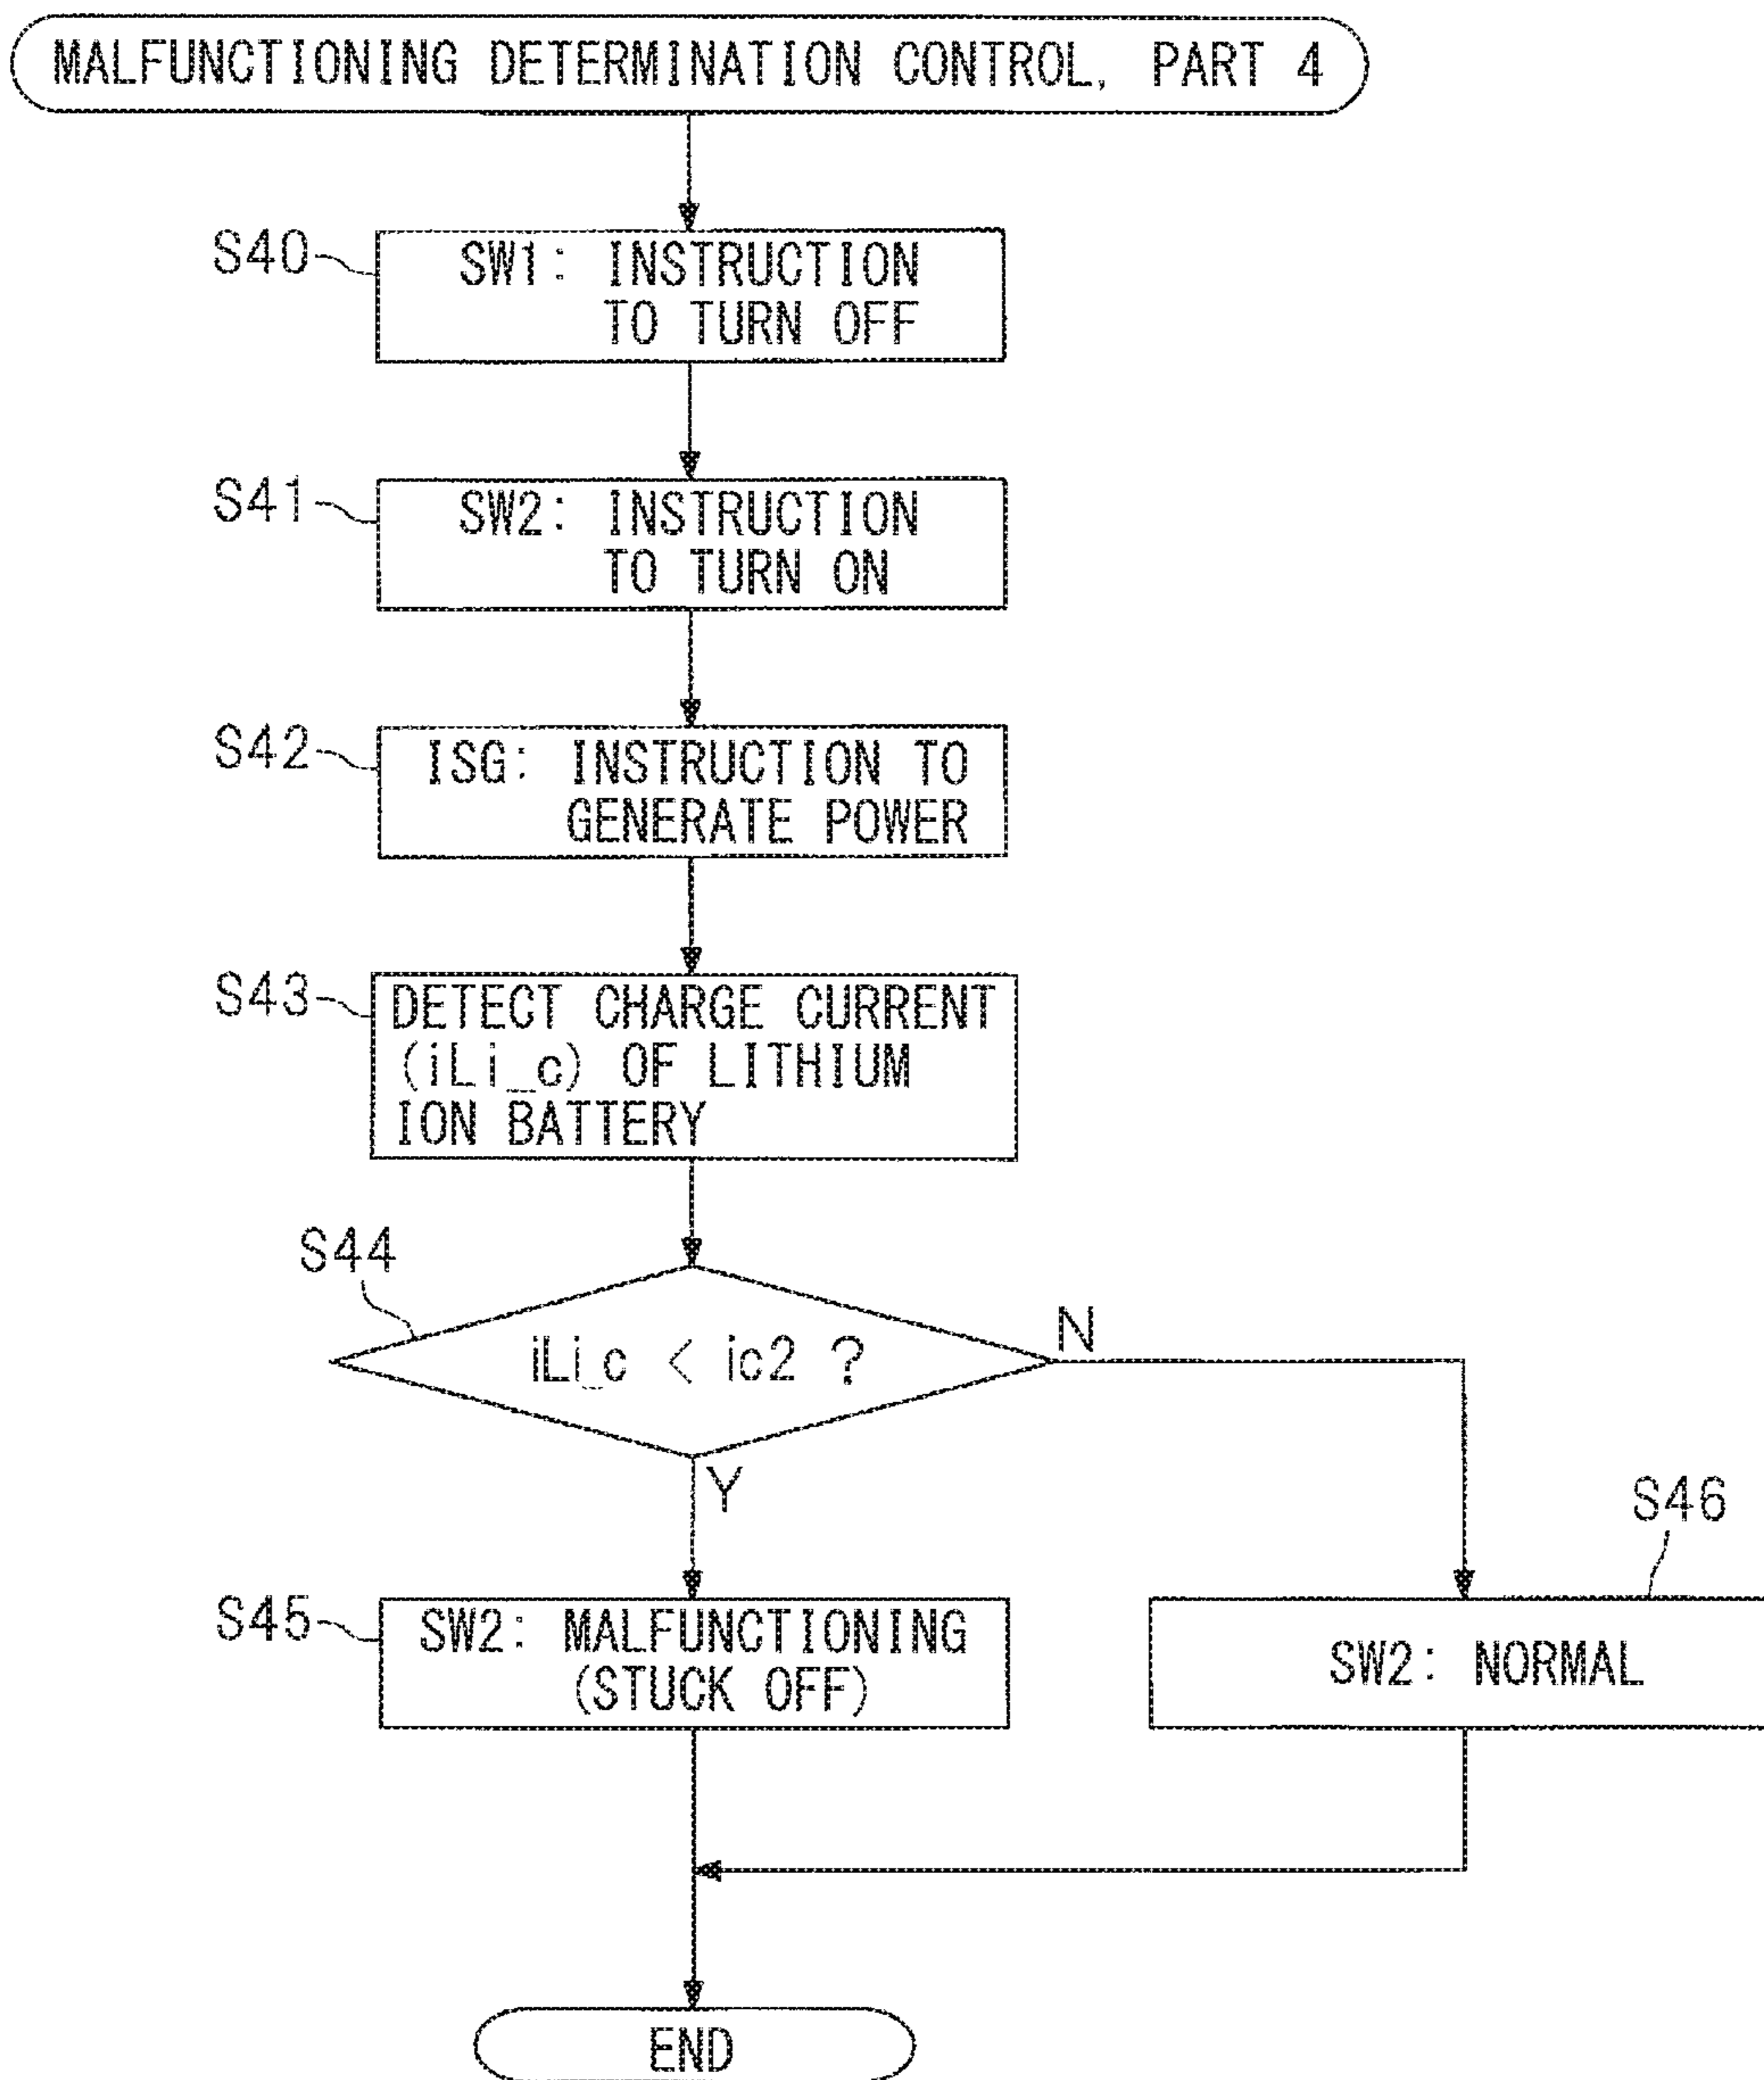 MALFUNCTIONING DETERMINATION CONTROL, PART 4
S40
SW1: INSTRUCTION
TO TURN OFF
S41
SW2: INSTRUCTION
TO TURN ON
S42
ISG: INSTRUCTION TO
GENERATE POWER
S43
DETECT CHARGE CURRENT
(iLi_c) OF LITHIUM
ION BATTERY
S44
iLi_c < ic2 ?
N
Y
S45
SW2: MALFUNCTIONING
(STUCK OFF)
S46
SW2: NORMAL
END